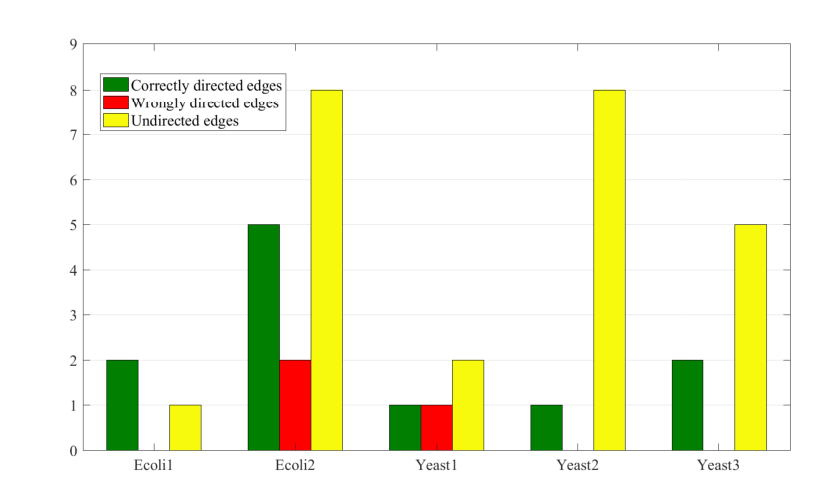 9
8
7
6
5
4
3
2
1
0
Correctly directed edges
Wrongly directed edges
Undirected edges
Ecoli1 Ecoli2 Yeast1 Yeast2 Yeast3